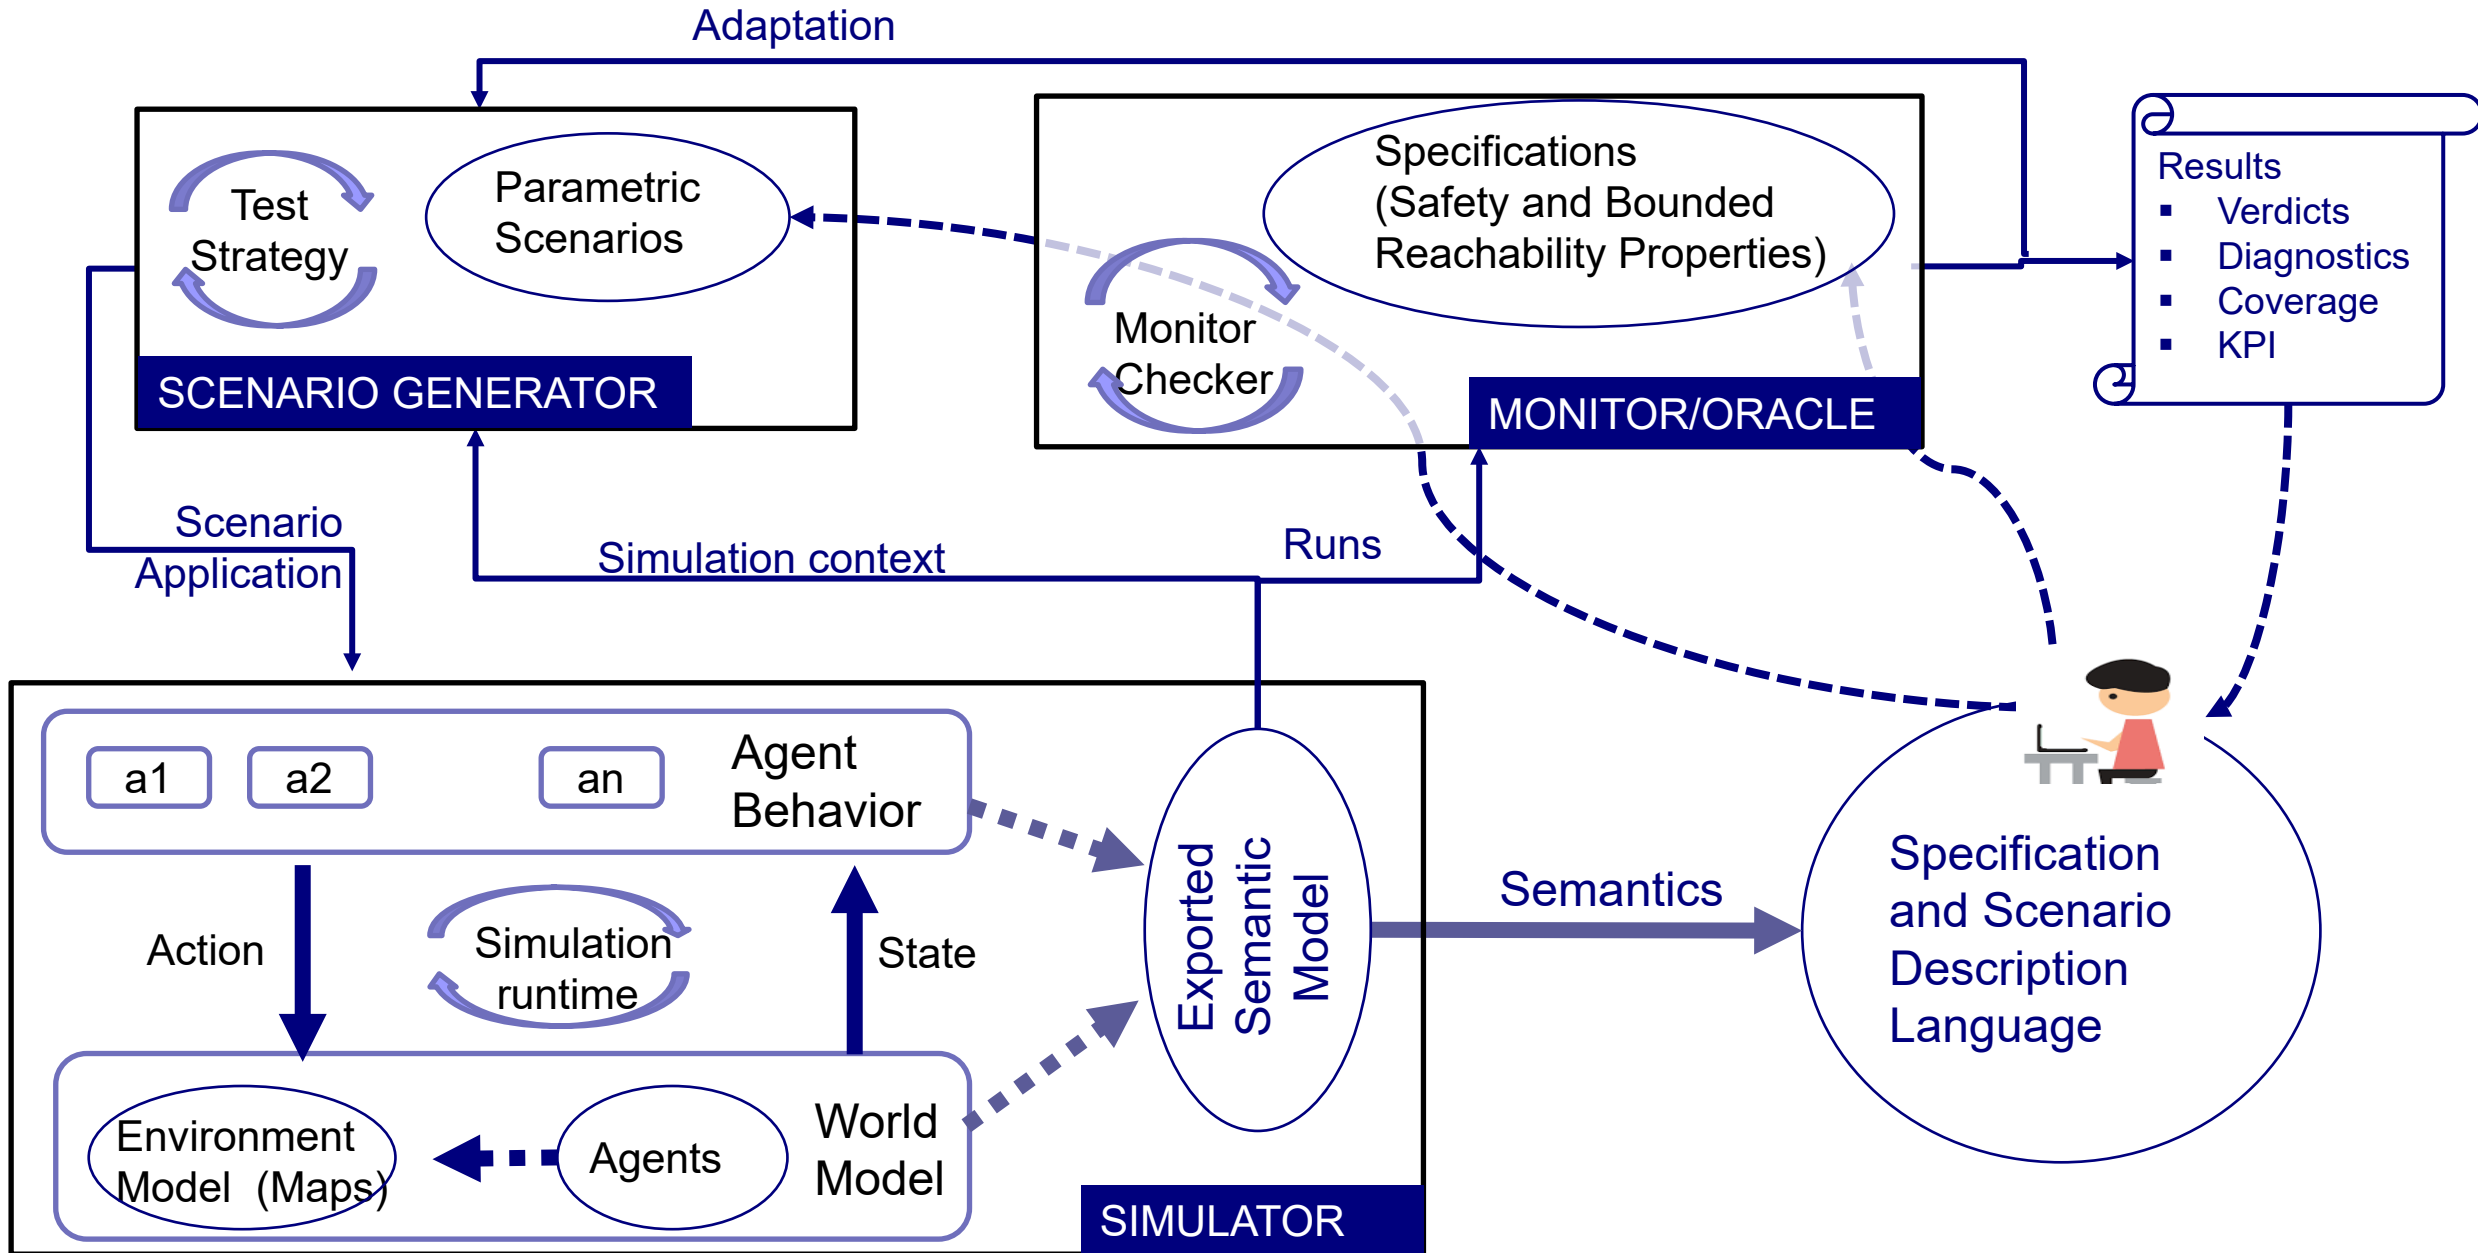 Adaptation
Test
Strategy
Parametric
Scenarios
SCENARIO GENERATOR
Specifications
(Safety and Bounded
Reachability Properties)
Monitor
Checker
MONITOR/ORACLE
Results
▪ Verdicts
▪ Diagnostics
▪ Coverage
▪ KPI
Scenario
Application
Simulation context
Runs
a1
a2
an
Agent
Behavior
Action
Simulation
runtime
State
Environment
Model (Maps)
Agents
World
Model
SIMULATOR
Exported
Semantic
Model
Semantics
Specification
and Scenario
Description
Language